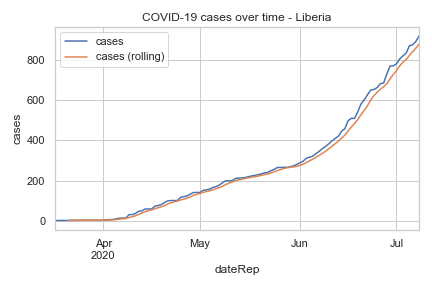 COVID-19 cases over time - Liberia
cases
cases (rolling)
800
600
400
200
0
cases
Apr
2020
May
Jun
Jul
dateRep